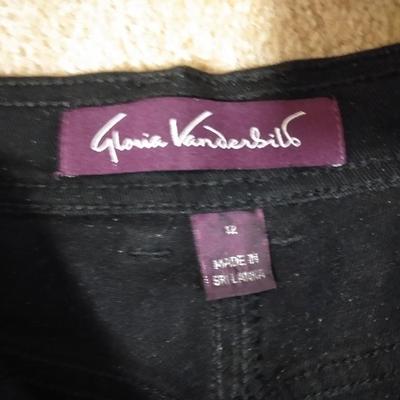 Gloria Vanderbilt
12
MADE IN
SRI LANKA